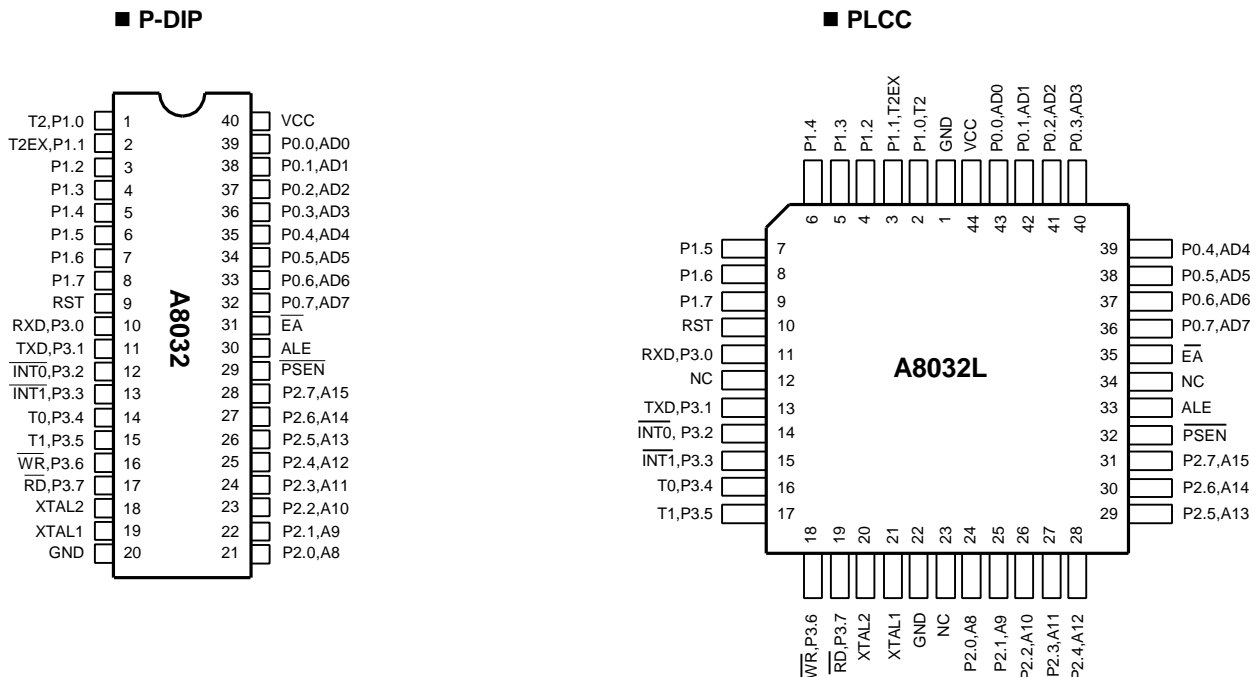 ■ P-DIP
T2,P1.0 1 40 VCC
T2EX,P1.1 2 39 P0.0,AD0
P1.2 3 38 P0.1,AD1
P1.3 4 37 P0.2,AD2
P1.4 5 36 P0.3,AD3
P1.5 6 35 P0.4,AD4
P1.6 7 34 P0.5,AD5
P1.7 8 33 P0.6,AD6
RST 9 32 P0.7,AD7
RXD,P3.0 10 31 EA
TXD,P3.1 11 30 ALE
INT0,P3.2 12 29 PSEN
INT1,P3.3 13 28 P2.7,A15
T0,P3.4 14 27 P2.6,A14
T1,P3.5 15 26 P2.5,A13
WR,P3.6 16 25 P2.4,A12
RD,P3.7 17 24 P2.3,A11
XTAL2 18 23 P2.2,A10
XTAL1 19 22 P2.1,A9
GND 20 21 P2.0,A8
A8032
■ PLCC
P1.4 P1.3 P1.2 P1.1,T2EX P1.0,T2 GND VCC P0.0,AD0 P0.1,AD1 P0.2,AD2 P0.3,AD3
6 5 4 3 2 1 44 43 42 41 40
P1.5 7 39 P0.4,AD4
P1.6 8 38 P0.5,AD5
P1.7 9 37 P0.6,AD6
RST 10 36 P0.7,AD7
RXD,P3.0 11 35 EA
NC 12 34 NC
A8032L
TXD,P3.1 13 33 ALE
INT0, P3.2 14 32 PSEN
INT1,P3.3 15 31 P2.7,A15
T0,P3.4 16 30 P2.6,A14
T1,P3.5 17 29 P2.5,A13
18 19 20 21 22 23 24 25 26 27 28
WR,P3.6 RD,P3.7 XTAL2 XTAL1 GND NC P2.0,A8 P2.1,A9 P2.2,A10 P2.3,A11 P2.4,A12